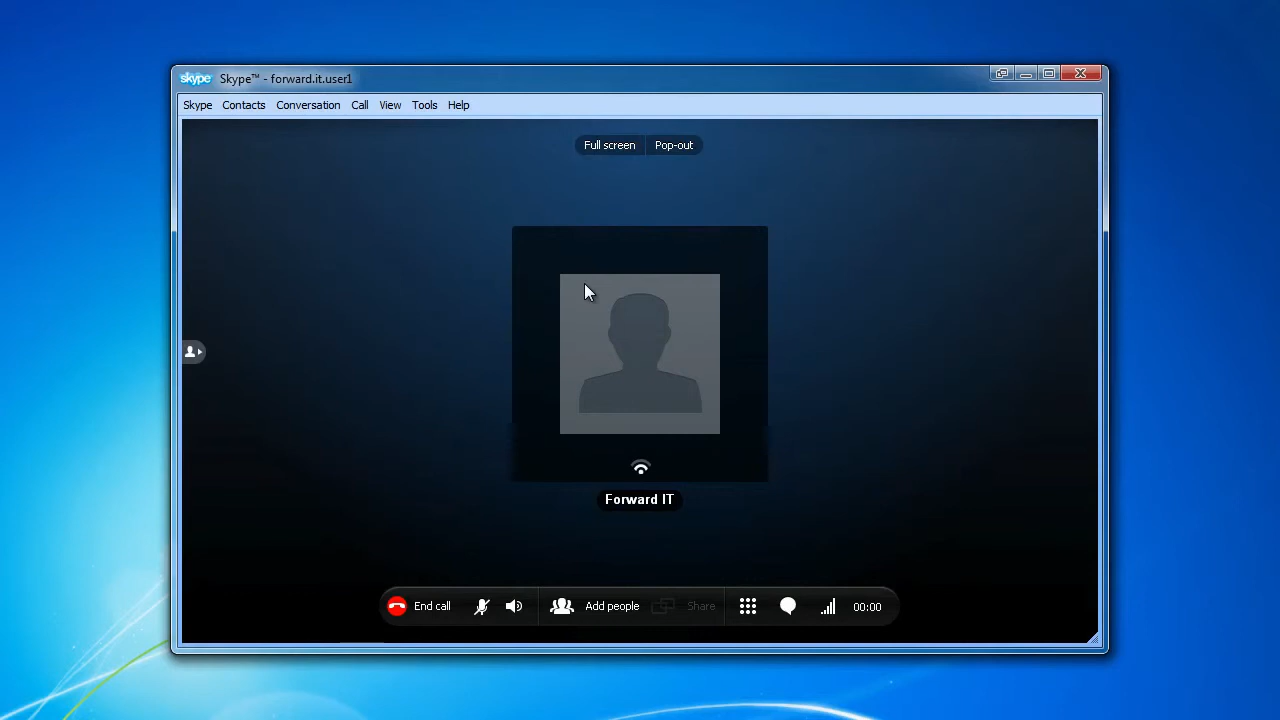 skype Skype™ - forward.it.user1
Skype Contacts Conversation Call View Tools Help
Full screen Pop-out
Forward IT
End call Add people Share 00:00